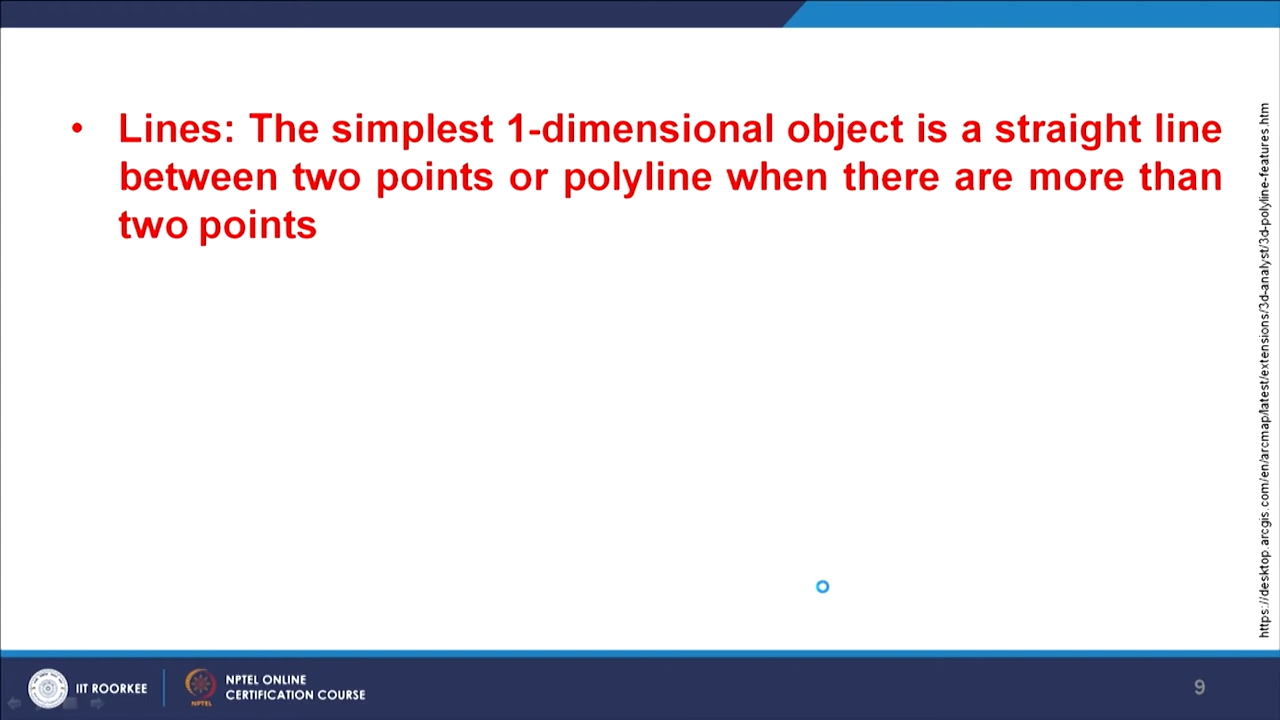 • Lines: The simplest 1-dimensional object is a straight line
between two points or polyline when there are more than
two points
https://desktop.arcgis.com/en/arcmap/latest/extensions/3d-analyst/3d-polyline-features.htm
IIT ROORKEE
NPTEL
NPTEL ONLINE
CERTIFICATION COURSE
9